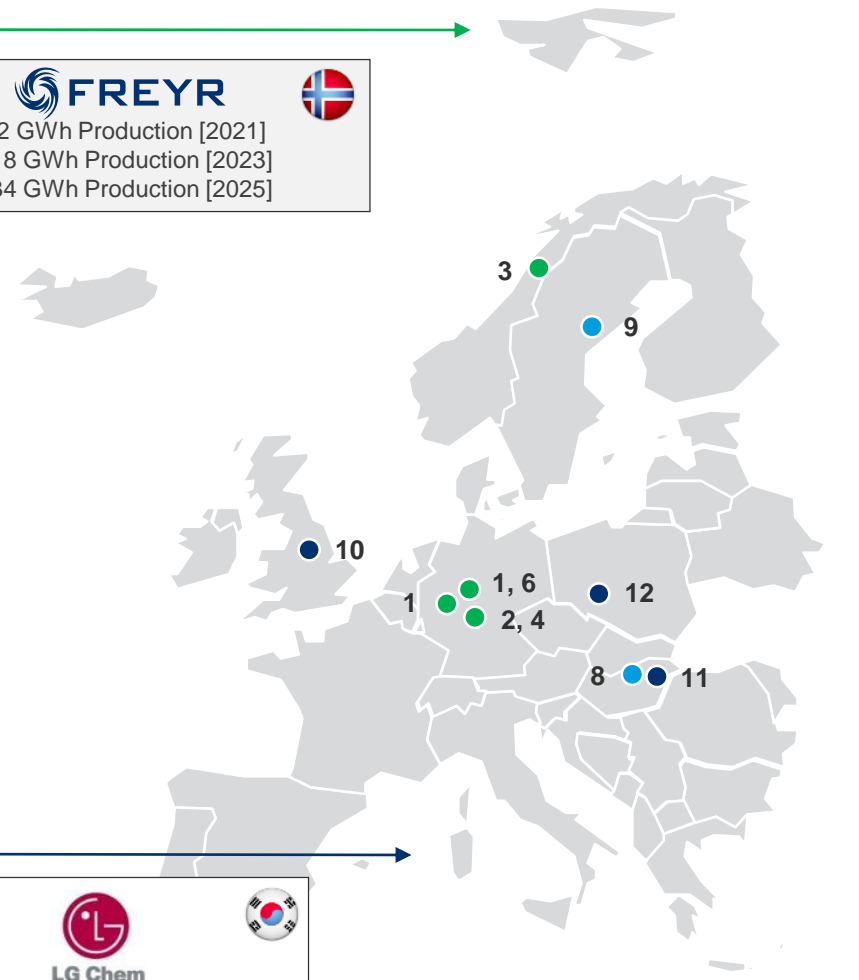 FREYR
2 GWh Production [2021]
8 GWh Production [2023]
34 GWh Production [2025]
3
9
10
1, 6
1
12
2, 4
8
11
LG Chem